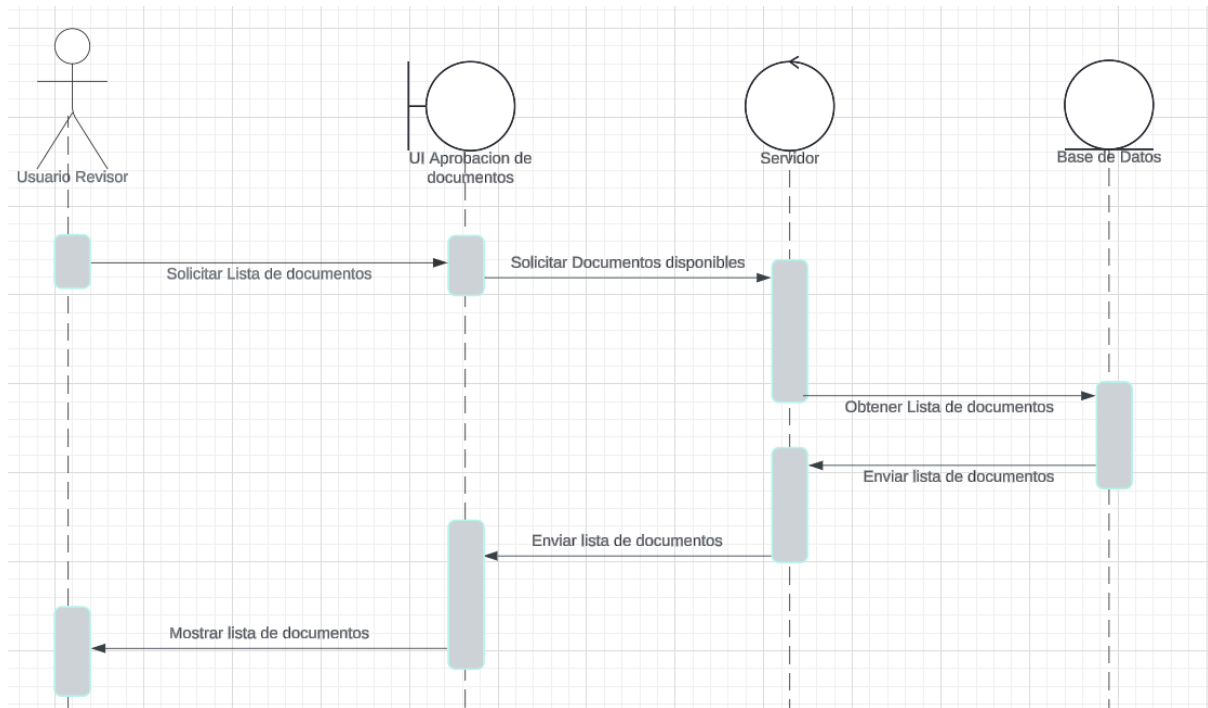 UI Aprobacion de
documentos
Servidor
Base de Datos
Usuario Revisor
Solicitar Lista de documentos
Solicitar Documentos disponibles
Obtener Lista de documentos
Enviar lista de documentos
Enviar lista de documentos
Mostrar lista de documentos